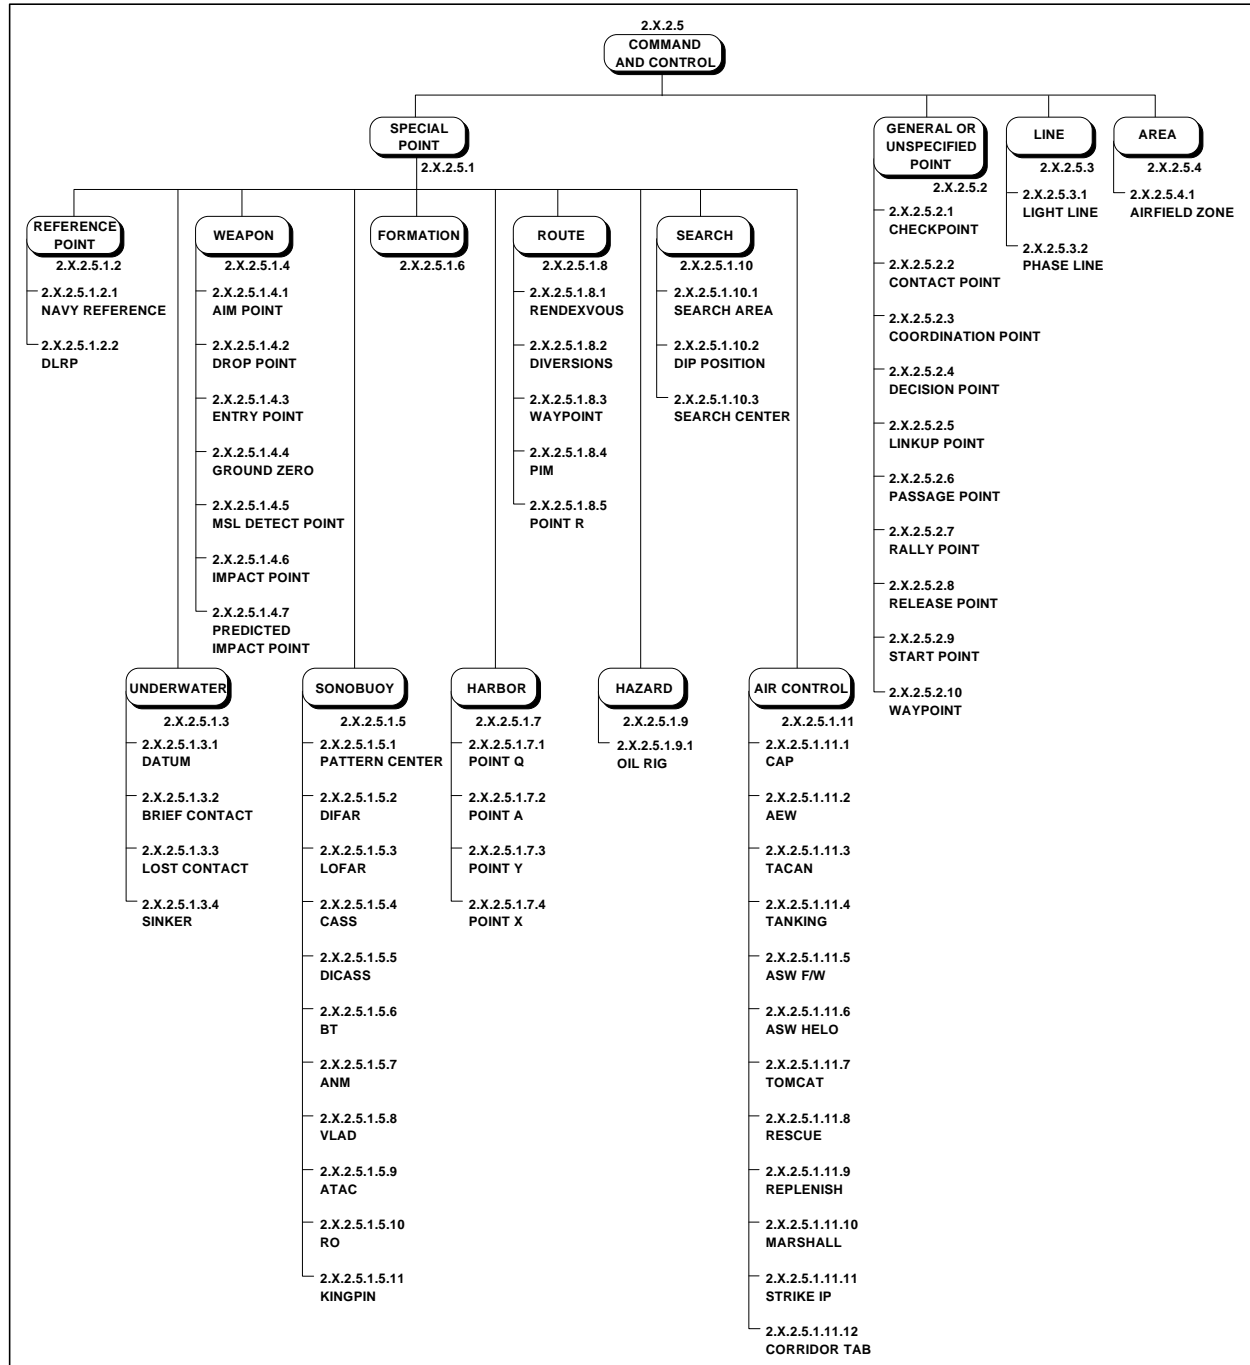 2.X.2.5
COMMAND
AND CONTROL
SPECIAL
POINT
2.X.2.5.1
GENERAL OR
UNSPECIFIED
POINT
2.X.2.5.2
LINE
2.X.2.5.3
AREA
2.X.2.5.4
REFERENCE
POINT
2.X.2.5.1.2
2.X.2.5.1.2.1
NAVY REFERENCE
2.X.2.5.1.2.2
DLRP
WEAPON
2.X.2.5.1.4
2.X.2.5.1.4.1
AIM POINT
2.X.2.5.1.4.2
DROP POINT
2.X.2.5.1.4.3
ENTRY POINT
2.X.2.5.1.4.4
GROUND ZERO
2.X.2.5.1.4.5
MSL DETECT POINT
2.X.2.5.1.4.6
IMPACT POINT
2.X.2.5.1.4.7
PREDICTED
IMPACT POINT
FORMATION
2.X.2.5.1.6
ROUTE
2.X.2.5.1.8
2.X.2.5.1.8.1
RENDEXVOUS
2.X.2.5.1.8.2
DIVERSIONS
2.X.2.5.1.8.3
WAYPOINT
2.X.2.5.1.8.4
PIM
2.X.2.5.1.8.5
POINT R
SEARCH
2.X.2.5.1.10
2.X.2.5.1.10.1
SEARCH AREA
2.X.2.5.1.10.2
DIP POSITION
2.X.2.5.1.10.3
SEARCH CENTER
2.X.2.5.2.1
CHECKPOINT
2.X.2.5.2.2
CONTACT POINT
2.X.2.5.2.3
COORDINATION POINT
2.X.2.5.2.4
DECISION POINT
2.X.2.5.2.5
LINKUP POINT
2.X.2.5.2.6
PASSAGE POINT
2.X.2.5.2.7
RALLY POINT
2.X.2.5.2.8
RELEASE POINT
2.X.2.5.2.9
START POINT
2.X.2.5.2.10
WAYPOINT
2.X.2.5.3.1
LIGHT LINE
2.X.2.5.3.2
PHASE LINE
2.X.2.5.4.1
AIRFIELD ZONE
UNDERWATER
2.X.2.5.1.3
2.X.2.5.1.3.1
DATUM
2.X.2.5.1.3.2
BRIEF CONTACT
2.X.2.5.1.3.3
LOST CONTACT
2.X.2.5.1.3.4
SINKER
SONOBUOY
2.X.2.5.1.5
2.X.2.5.1.5.1
PATTERN CENTER
2.X.2.5.1.5.2
DIFAR
2.X.2.5.1.5.3
LOFAR
2.X.2.5.1.5.4
CASS
2.X.2.5.1.5.5
DICASS
2.X.2.5.1.5.6
BT
2.X.2.5.1.5.7
ANM
2.X.2.5.1.5.8
VLAD
2.X.2.5.1.5.9
ATAC
2.X.2.5.1.5.10
RO
2.X.2.5.1.5.11
KINGPIN
HARBOR
2.X.2.5.1.7
2.X.2.5.1.7.1
POINT Q
2.X.2.5.1.7.2
POINT A
2.X.2.5.1.7.3
POINT Y
2.X.2.5.1.7.4
POINT X
HAZARD
2.X.2.5.1.9
2.X.2.5.1.9.1
OIL RIG
AIR CONTROL
2.X.2.5.1.11
2.X.2.5.1.11.1
CAP
2.X.2.5.1.11.2
AEW
2.X.2.5.1.11.3
TACAN
2.X.2.5.1.11.4
TANKING
2.X.2.5.1.11.5
ASW F/W
2.X.2.5.1.11.6
ASW HELO
2.X.2.5.1.11.7
TOMCAT
2.X.2.5.1.11.8
RESCUE
2.X.2.5.1.11.9
REPLENISH
2.X.2.5.1.11.10
MARSHALL
2.X.2.5.1.11.11
STRIKE IP
2.X.2.5.1.11.12
CORRIDOR TAB